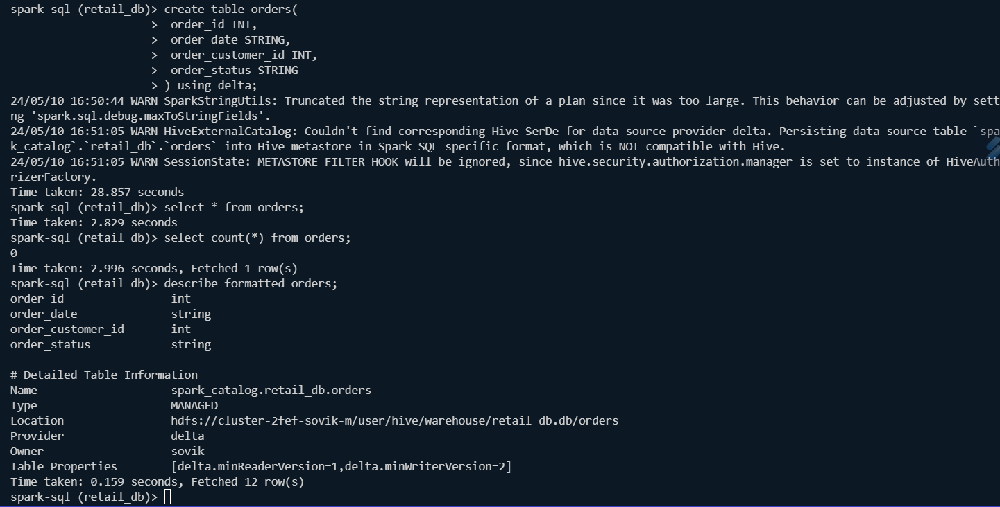 spark-sql (retail_db)> create table orders(
                     >  order_id INT,
                     >  order_date STRING,
                     >  order_customer_id INT,
                     >  order_status STRING
                     > ) using delta;
24/05/10 16:50:44 WARN SparkStringUtils: Truncated the string representation of a plan since it was too large. This behavior can be adjusted by sett
ng 'spark.sql.debug.maxToStringFields'.
24/05/10 16:51:05 WARN HiveExternalCatalog: Couldn't find corresponding Hive SerDe for data source provider delta. Persisting data source table `spa
k_catalog`.`retail_db`.`orders` into Hive metastore in Spark SQL specific format, which is NOT compatible with Hive.
24/05/10 16:51:05 WARN SessionState: METASTORE_FILTER_HOOK will be ignored, since hive.security.authorization.manager is set to instance of HiveAuth
rizerFactory.
Time taken: 28.857 seconds
spark-sql (retail_db)> select * from orders;
Time taken: 2.829 seconds
spark-sql (retail_db)> select count(*) from orders;
0
Time taken: 2.996 seconds, Fetched 1 row(s)
spark-sql (retail_db)> describe formatted orders;
order_id                int
order_date              string
order_customer_id       int
order_status            string

# Detailed Table Information
Name                    spark_catalog.retail_db.orders
Type                    MANAGED
Location                hdfs://cluster-2fef-sovik-m/user/hive/warehouse/retail_db.db/orders
Provider                delta
Owner                   sovik
Table Properties        [delta.minReaderVersion=1,delta.minWriterVersion=2]
Time taken: 0.159 seconds, Fetched 12 row(s)
spark-sql (retail_db)>